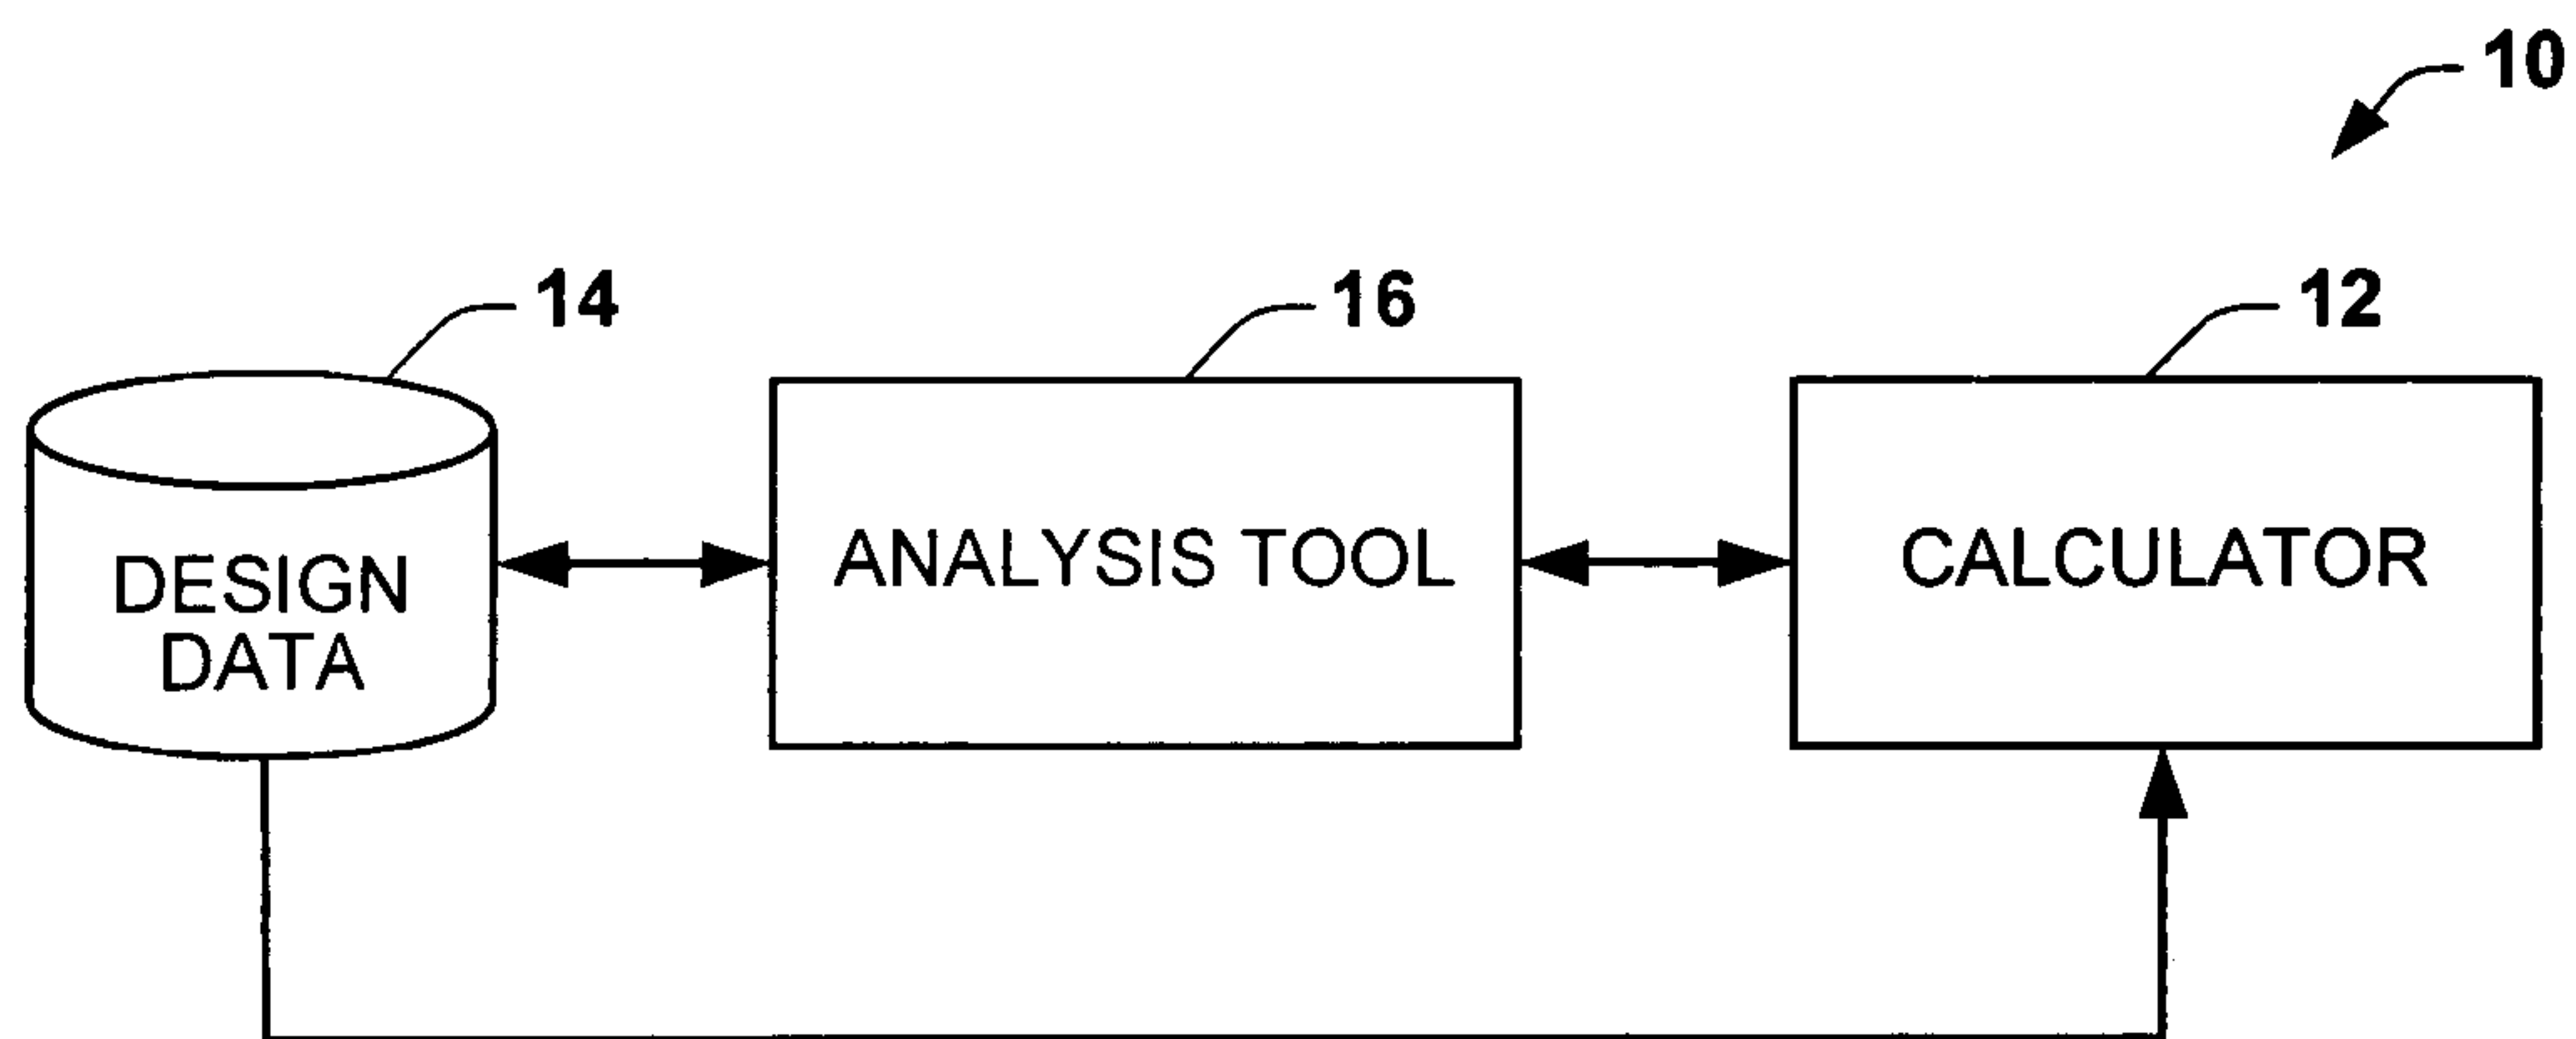 10
14
16
12
DESIGN
DATA
ANALYSIS TOOL
CALCULATOR